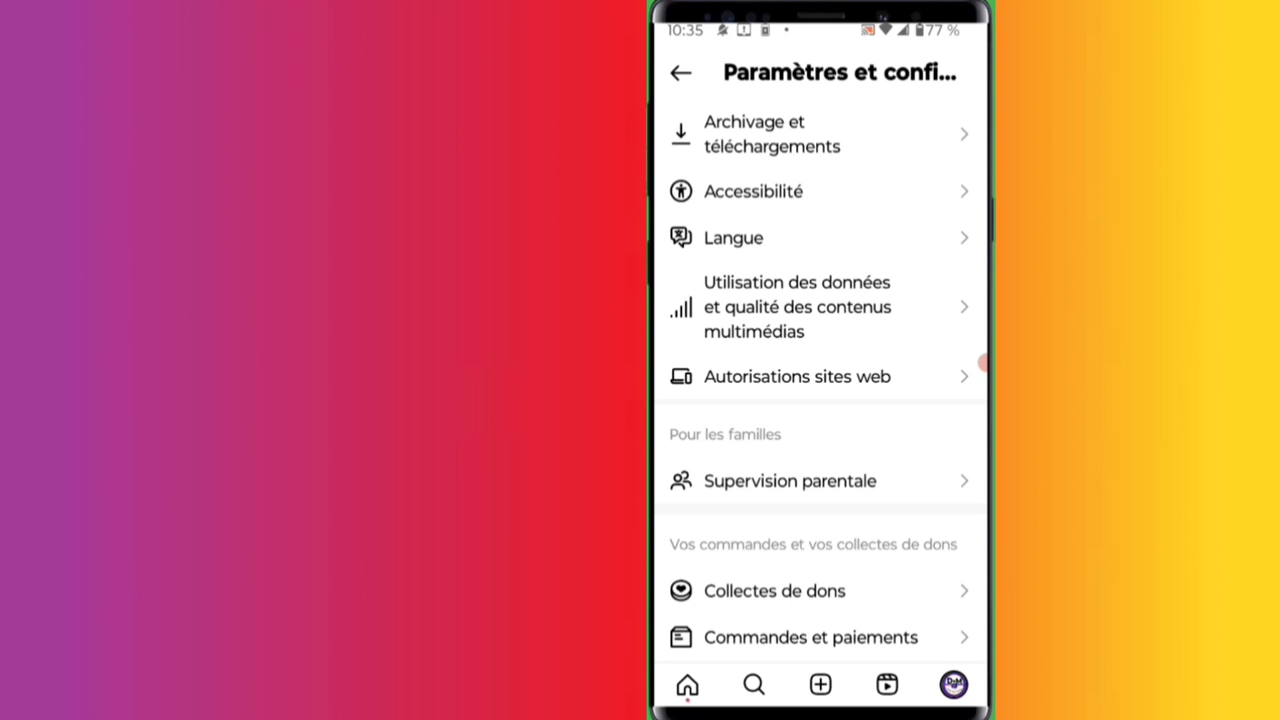 10:35 77 %
Paramètres et confi...
Archivage et
téléchargements
Accessibilité
Langue
Utilisation des données
et qualité des contenus
multimédias
Autorisations sites web
Pour les familles
Supervision parentale
Vos commandes et vos collectes de dons
Collectes de dons
Commandes et paiements